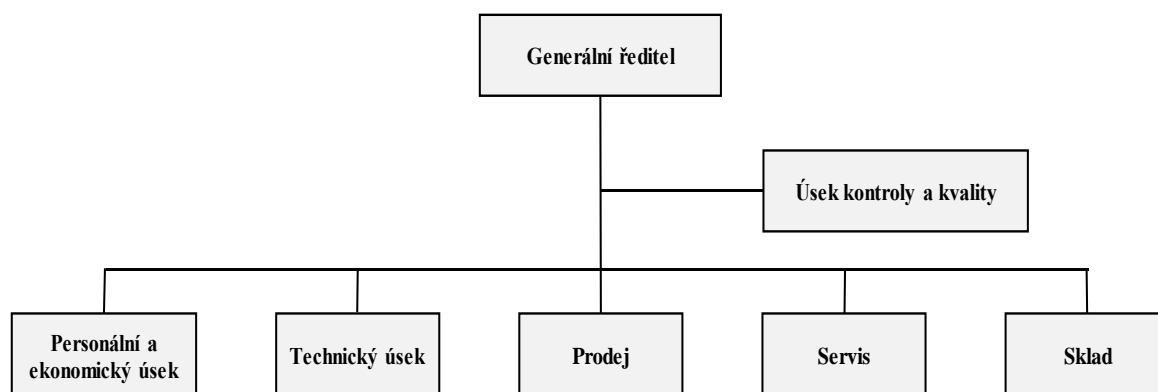 Generální ředitel
Úsek kontroly a kvality
Personální a
ekonomický úsek
Technický úsek
Prodej
Servis
Sklad